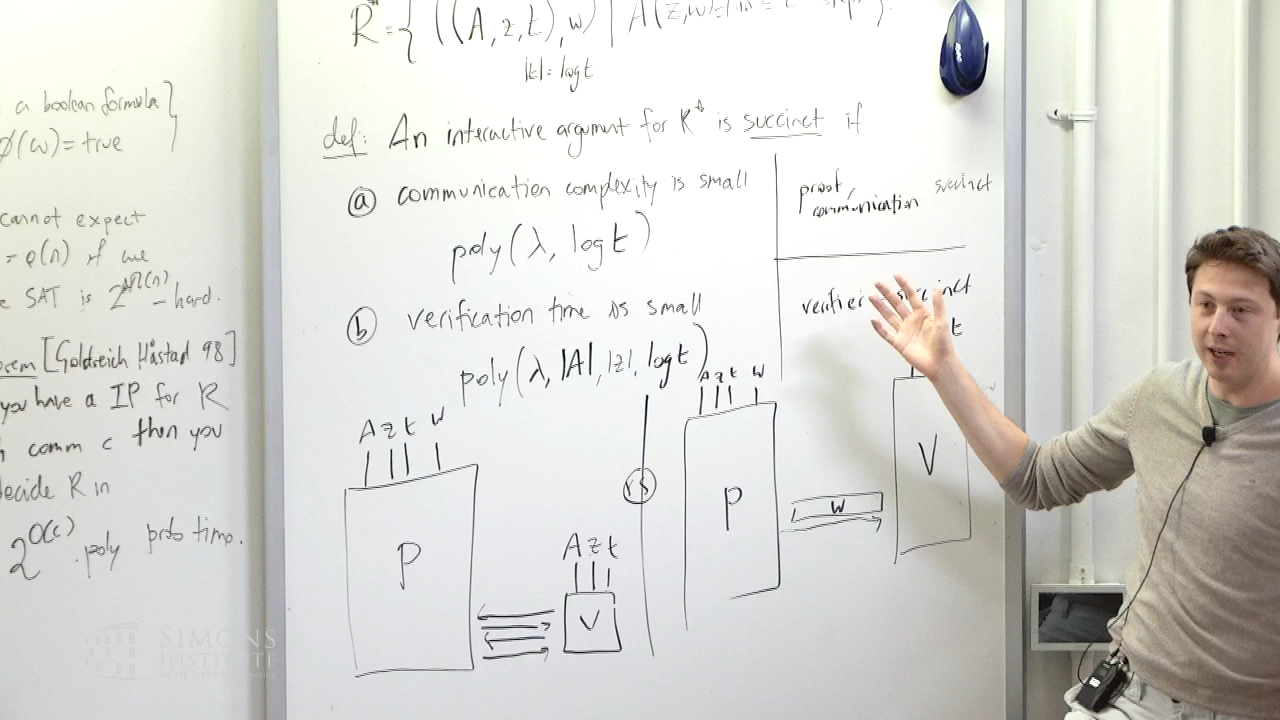 a boolean formula }
∅(w) = true
cannot expect
= o(n) if we
SAT is 2^Ω(n) - hard.
[Goldreich Håstad 98]
you have a IP for R
comm c then you
decide R in
2^O(c) · poly prob time.
R* = { ((A, z, t), w) | A(z, w)
|t| = log t
def: An interactive argument for R* is succinct if
(a) communication complexity is small
poly(λ, log t)
(b) verification time is small
poly(λ, |A|, |z|, log t)
proof/ communication succinct
succinct
A z t w
P
A z t
V
vs
A z t w
P
w
t
V
SIMONS
INSTITUTE